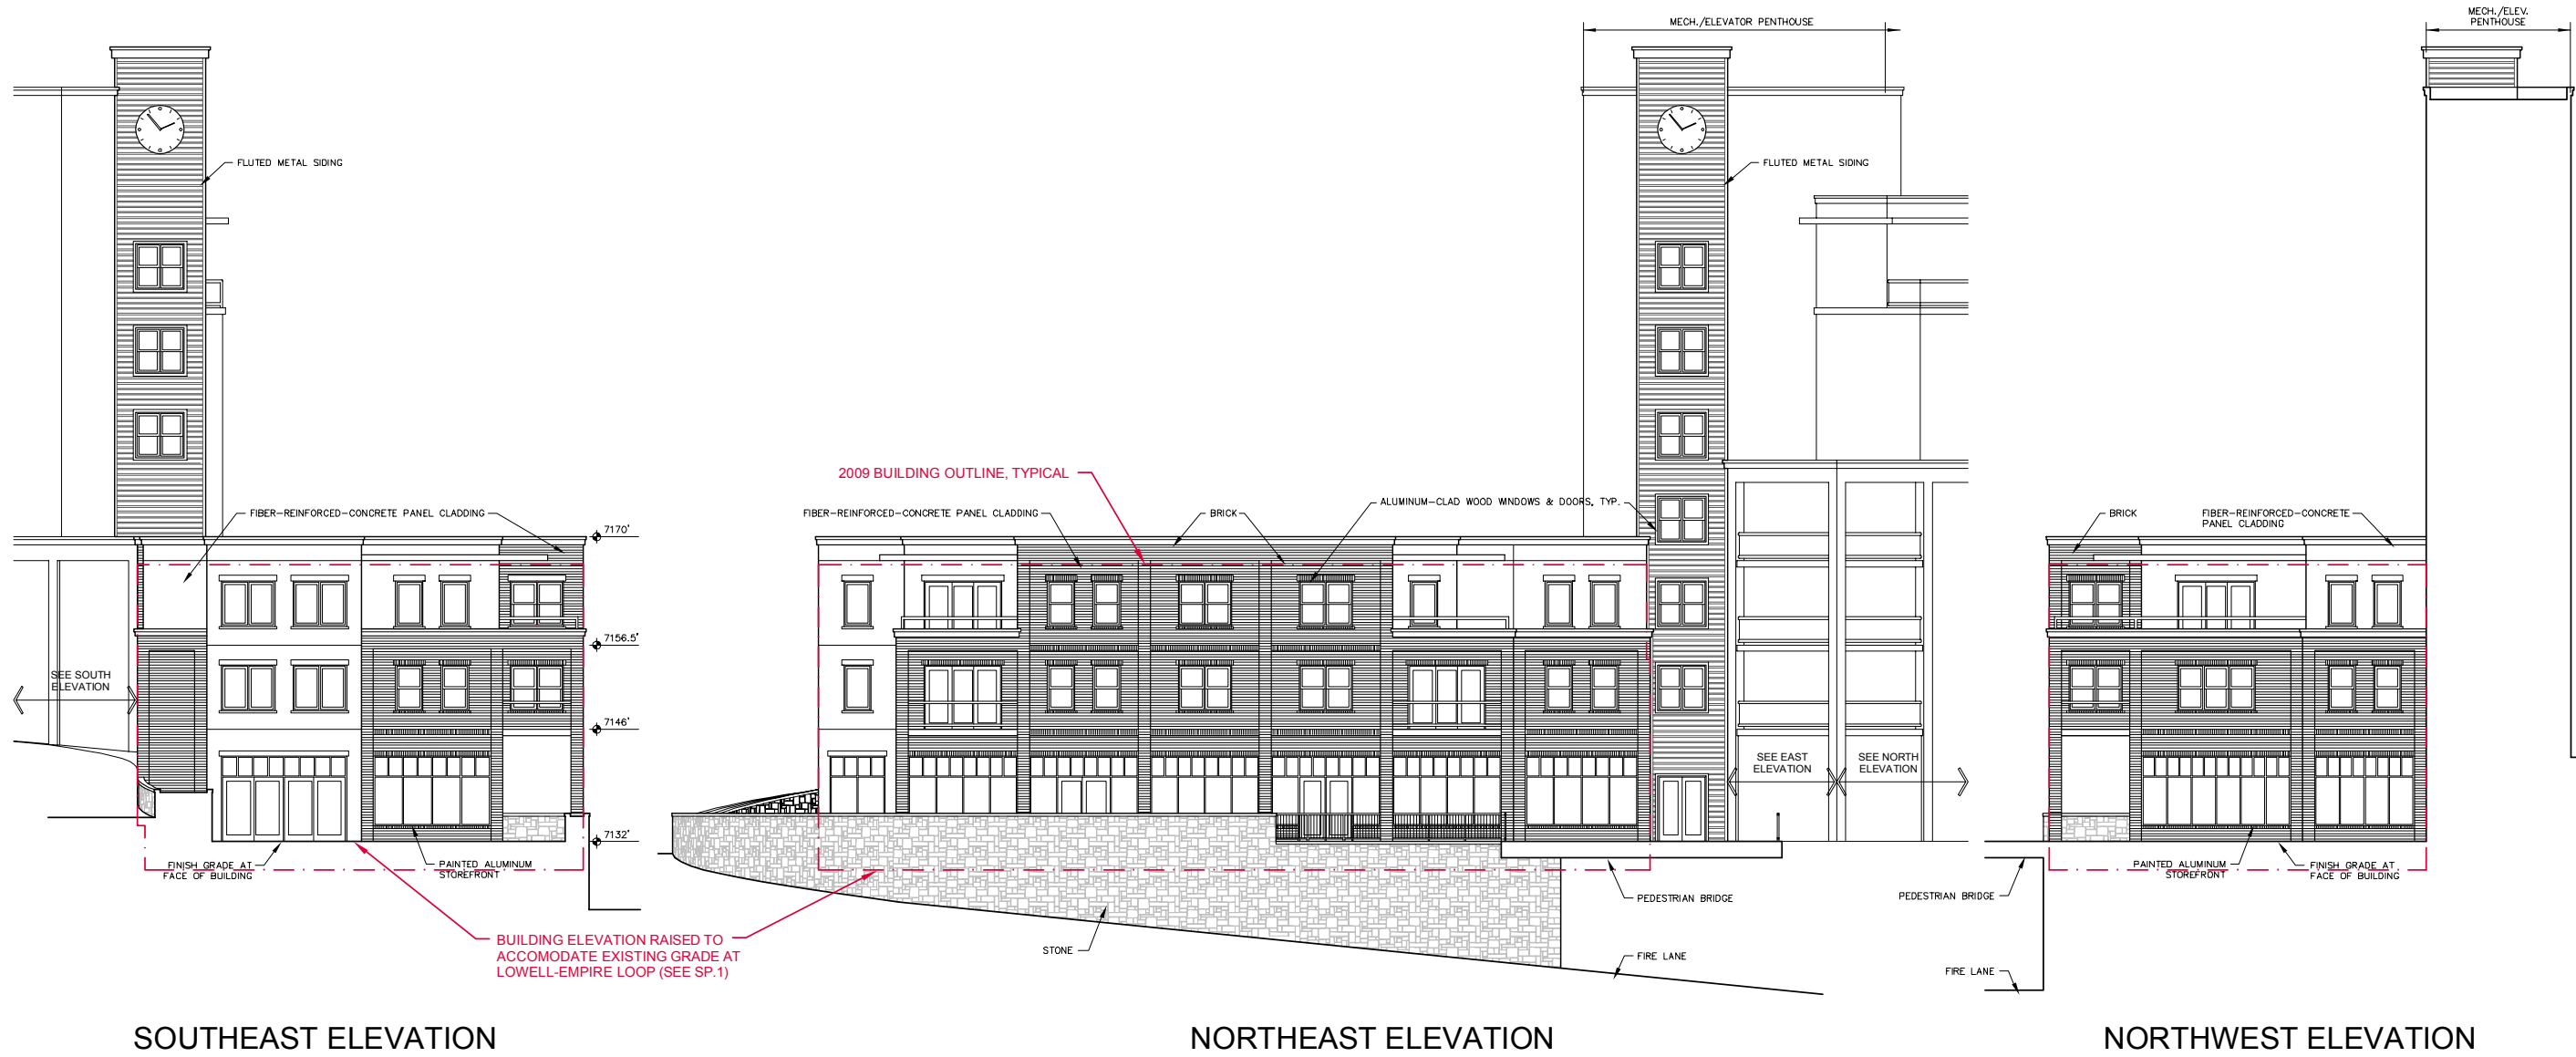 MECH./ELEVATOR PENTHOUSE
MECH./ELEV.
PENTHOUSE
FLUTED METAL SIDING
FLUTED METAL SIDING
2009 BUILDING OUTLINE, TYPICAL
FIBER-REINFORCED-CONCRETE PANEL CLADDING
7170'
FIBER-REINFORCED-CONCRETE PANEL CLADDING
BRICK
ALUMINUM-CLAD WOOD WINDOWS & DOORS, TYP.
BRICK
FIBER-REINFORCED-CONCRETE
PANEL CLADDING
7156.5'
SEE SOUTH
ELEVATION
7146'
SEE EAST
ELEVATION
SEE NORTH
ELEVATION
7132'
FINISH GRADE AT
FACE OF BUILDING
PAINTED ALUMINUM
STOREFRONT
PEDESTRIAN BRIDGE
PAINTED ALUMINUM
STOREFRONT
FINISH GRADE AT
FACE OF BUILDING
PEDESTRIAN BRIDGE
BUILDING ELEVATION RAISED TO
ACCOMODATE EXISTING GRADE AT
LOWELL-EMPIRE LOOP (SEE SP.1)
STONE
FIRE LANE
FIRE LANE
SOUTHEAST ELEVATION
NORTHEAST ELEVATION
NORTHWEST ELEVATION